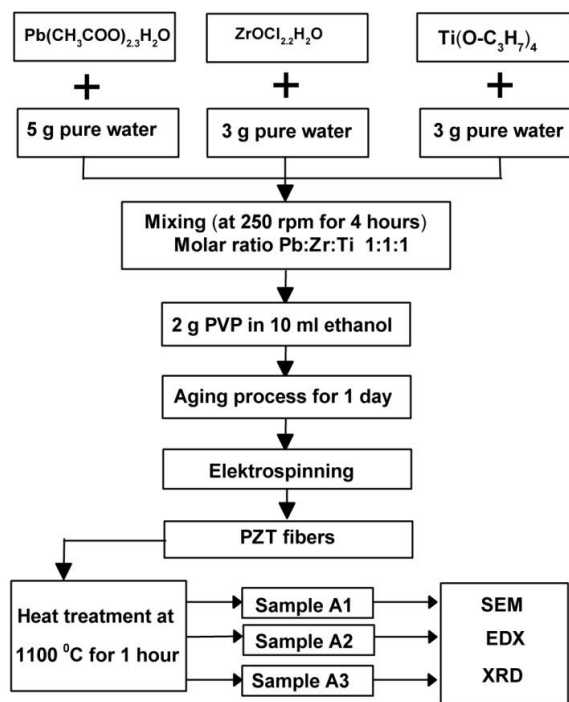 Pb(CH₃COO)₂.₃H₂O
ZrOCl₂.₂H₂O
Ti(O-C₃H₇)₄
+
+
+
5 g pure water
3 g pure water
3 g pure water
Mixing (at 250 rpm for 4 hours)
Molar ratio Pb:Zr:Ti 1:1:1
2 g PVP in 10 ml ethanol
Aging process for 1 day
Elektrospinning
PZT fibers
Heat treatment at
1100 ⁰C for 1 hour
Sample A1
Sample A2
Sample A3
SEM
EDX
XRD